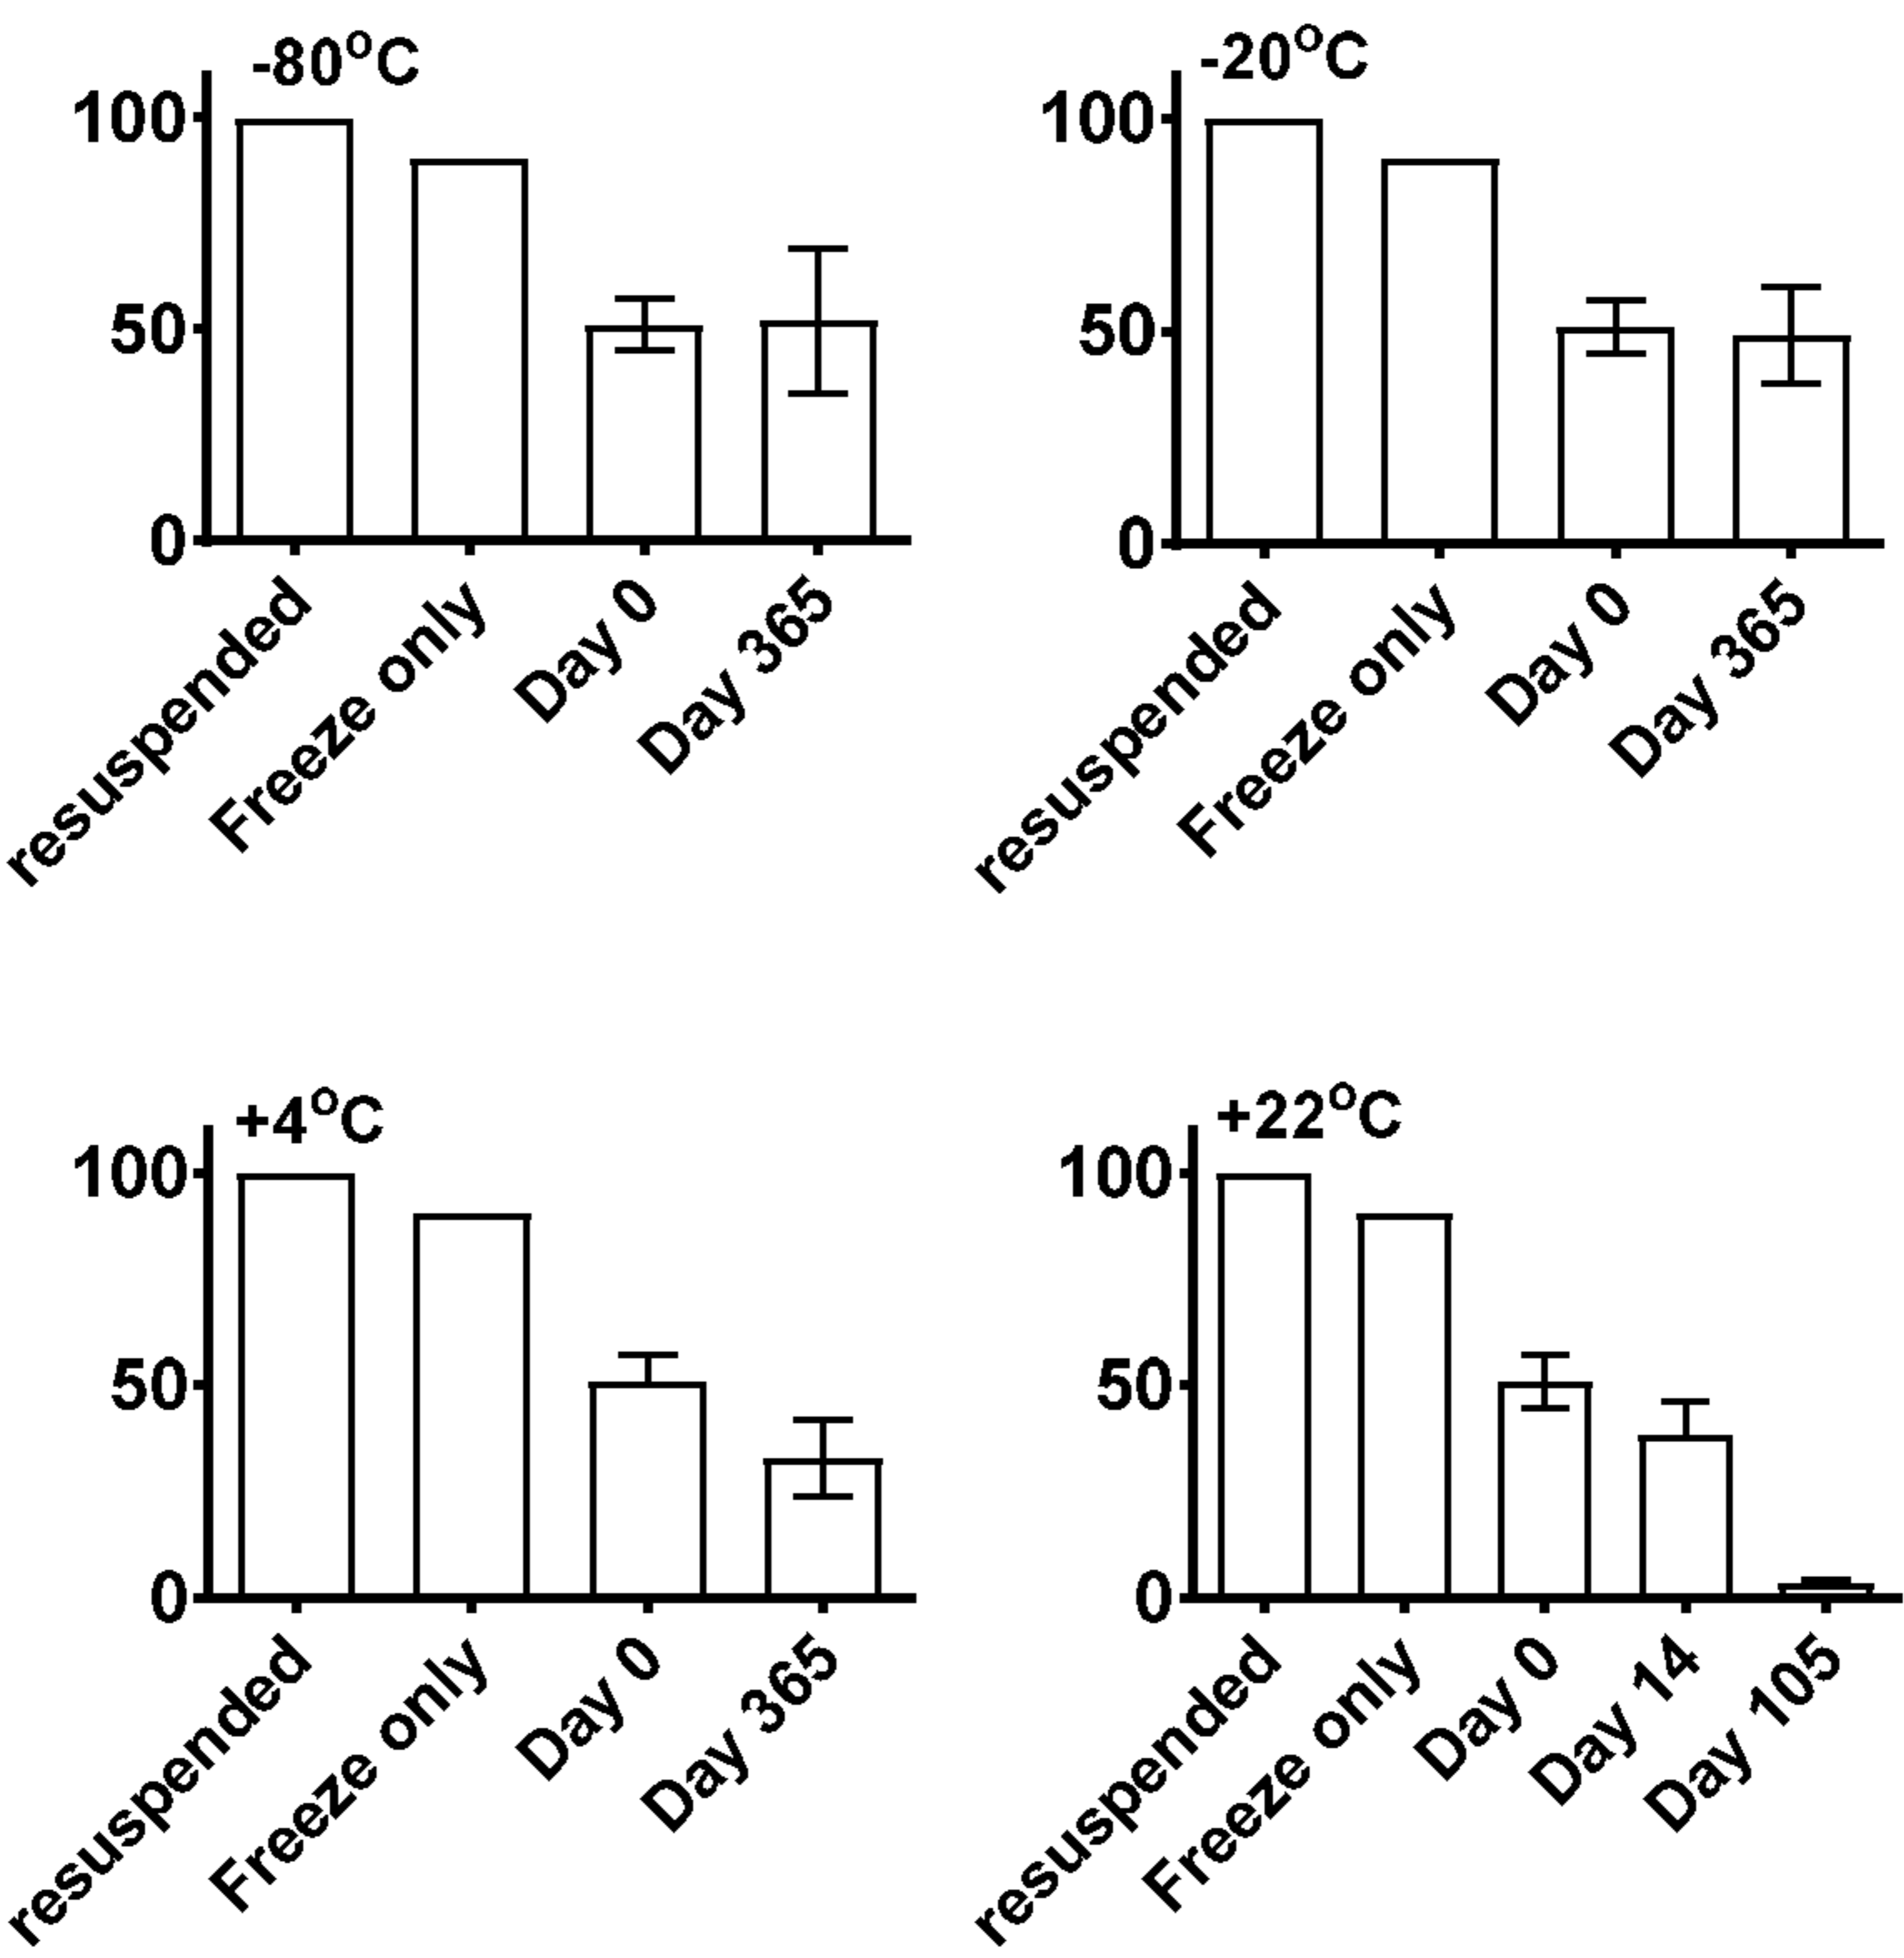 -80°C
100
50
0
resuspended
Freeze only
Day 0
Day 365
-20°C
100
50
0
resuspended
Freeze only
Day 0
Day 365
+4°C
100
50
0
resuspended
Freeze only
Day 0
Day 365
+22°C
100
50
0
resuspended
Freeze only
Day 0
Day 14
Day 105